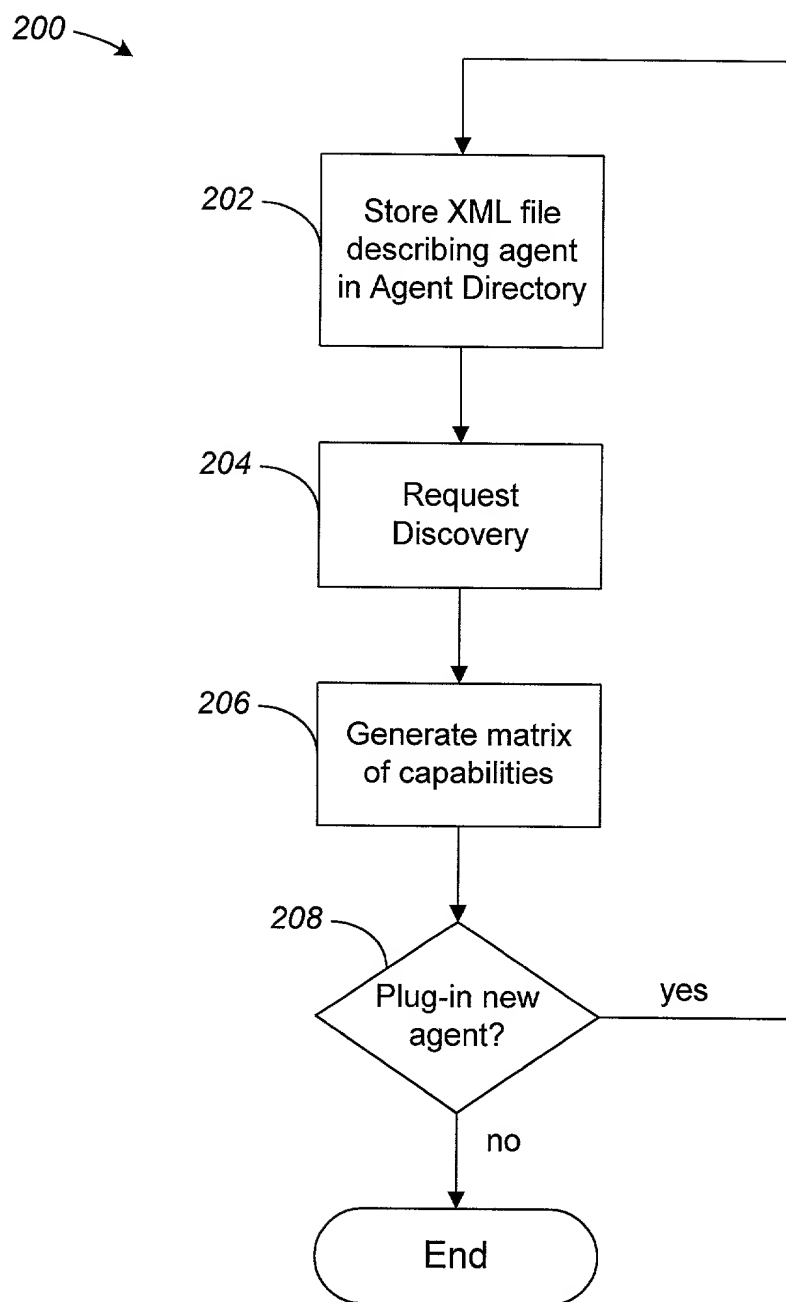 200
202
Store XML file
describing agent
in Agent Directory
204
Request
Discovery
206
Generate matrix
of capabilities
208
Plug-in new
agent?
yes
no
End